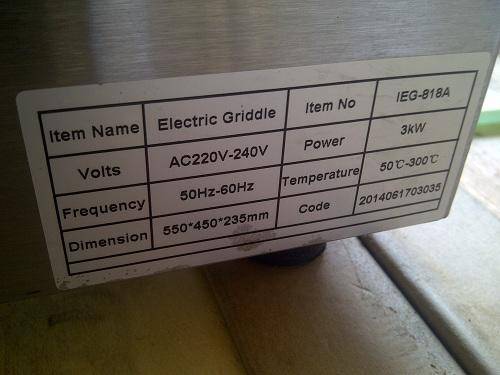 Item Name Electric Griddle Item No IEG-818A
Volts AC220V-240V Power 3kW
Frequency 50Hz-60Hz Temperature 50℃-300℃
Dimension 550*450*235mm Code 2014061703035